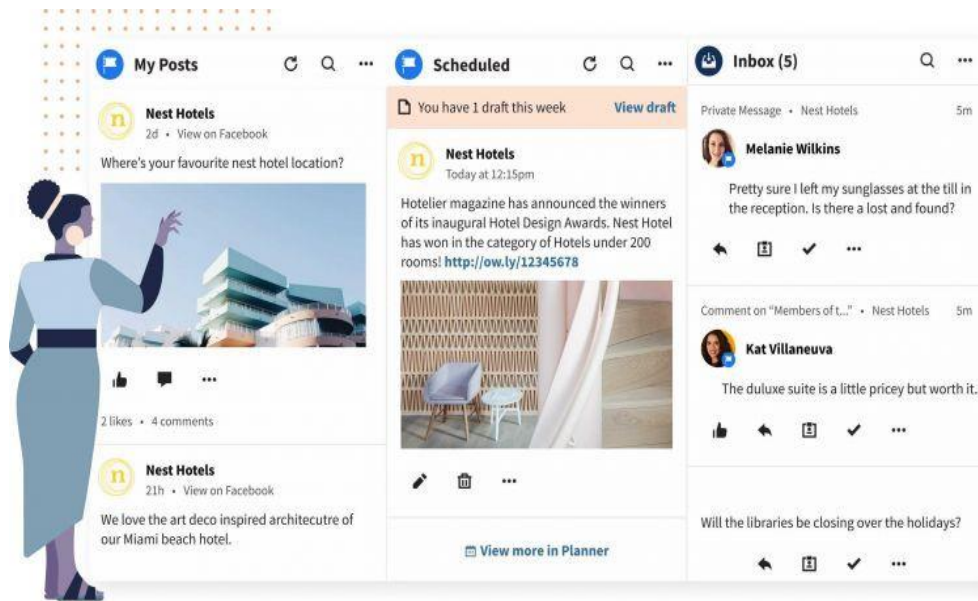 My Posts
n
Nest Hotels
2d • View on Facebook
Where's your favourite nest hotel location?
2 likes • 4 comments
n
Nest Hotels
21h • View on Facebook
We love the art deco inspired architecutre of
our Miami beach hotel.
Scheduled
You have 1 draft this week View draft
n
Nest Hotels
Today at 12:15pm
Hotelier magazine has announced the winners
of its inaugural Hotel Design Awards. Nest Hotel
has won in the category of Hotels under 200
rooms! http://ow.ly/12345678
View more in Planner
Inbox (5)
Private Message • Nest Hotels 5m
Melanie Wilkins
Pretty sure I left my sunglasses at the till in
the reception. Is there a lost and found?
Comment on "Members of t..." • Nest Hotels 5m
Kat Villaneuva
The duluxe suite is a little pricey but worth it.
Will the libraries be closing over the holidays?